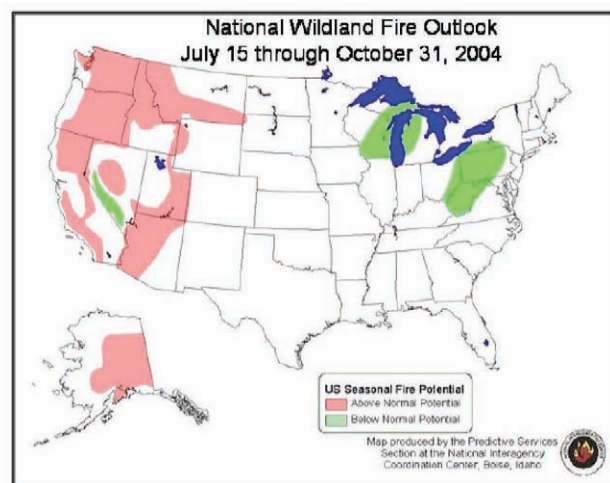 National Wildland Fire Outlook
July 15 through October 31, 2004
US Seasonal Fire Potential
Above Normal Potential
Below Normal Potential
Map produced by the Predictive Services
Section at the National Interagency
Coordination Center, Boise, Idaho